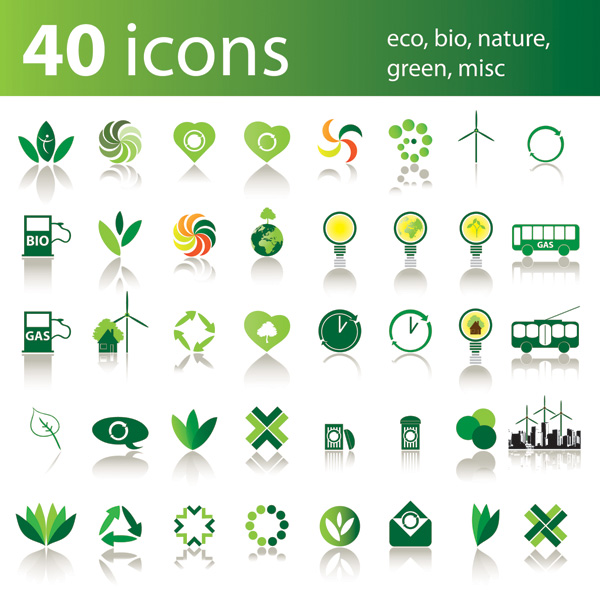 40 icons
eco, bio, nature,
green, misc
BIO
GAS
GAS